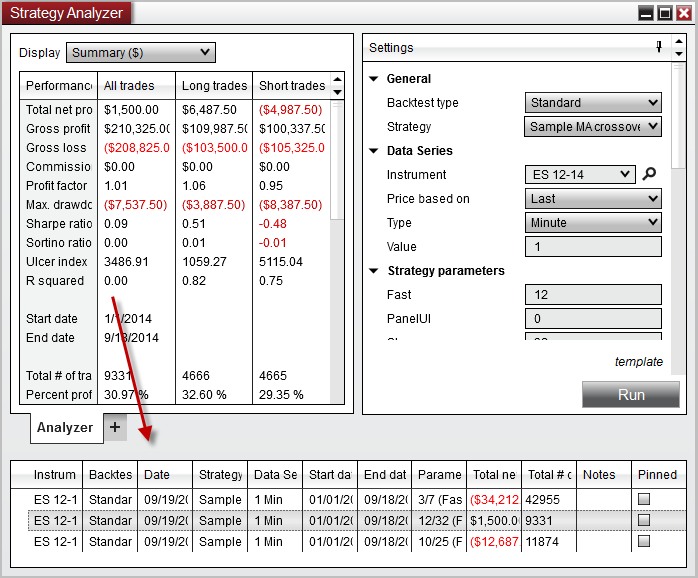 Strategy Analyzer
Display Summary ($)
Performanc All trades Long trades Short trades
Total net pro $1,500.00 $6,487.50 ($4,987.50)
Gross profit $210,325.0 $109,987.5 $100,337.5
Gross loss ($208,825.0 ($103,500.0 ($105,325.0
Commissio $0.00 $0.00 $0.00
Profit factor 1.01 1.06 0.95
Max. drawdo ($7,537.50) ($3,887.50) ($8,387.50)
Sharpe ratio 0.09 0.51 -0.48
Sortino ratio 0.00 0.01 -0.01
Ulcer index 3486.91 1059.27 5115.04
R squared 0.00 0.82 0.75
Start date 1/1/2014
End date 9/18/2014
Total # of tra 9331 4666 4665
Percent prof 30.97 % 32.60 % 29.35 %
Analyzer +
Settings
General
Backtest type Standard
Strategy Sample MA crossove
Data Series
Instrument ES 12-14
Price based on Last
Type Minute
Value 1
Strategy parameters
Fast 12
PanelUI 0
template
Run
Instrum Backtes Date Strategy Data Se Start da End dat Parame Total ne Total # o Notes Pinned
ES 12-1 Standar 09/19/20 Sample 1 Min 01/01/20 09/18/20 3/7 (Fas ($34,212 42955
ES 12-1 Standar 09/19/20 Sample 1 Min 01/01/20 09/18/20 12/32 (F $1,500.0 9331
ES 12-1 Standar 09/19/20 Sample 1 Min 01/01/20 09/18/20 10/25 (F ($12,687 11874